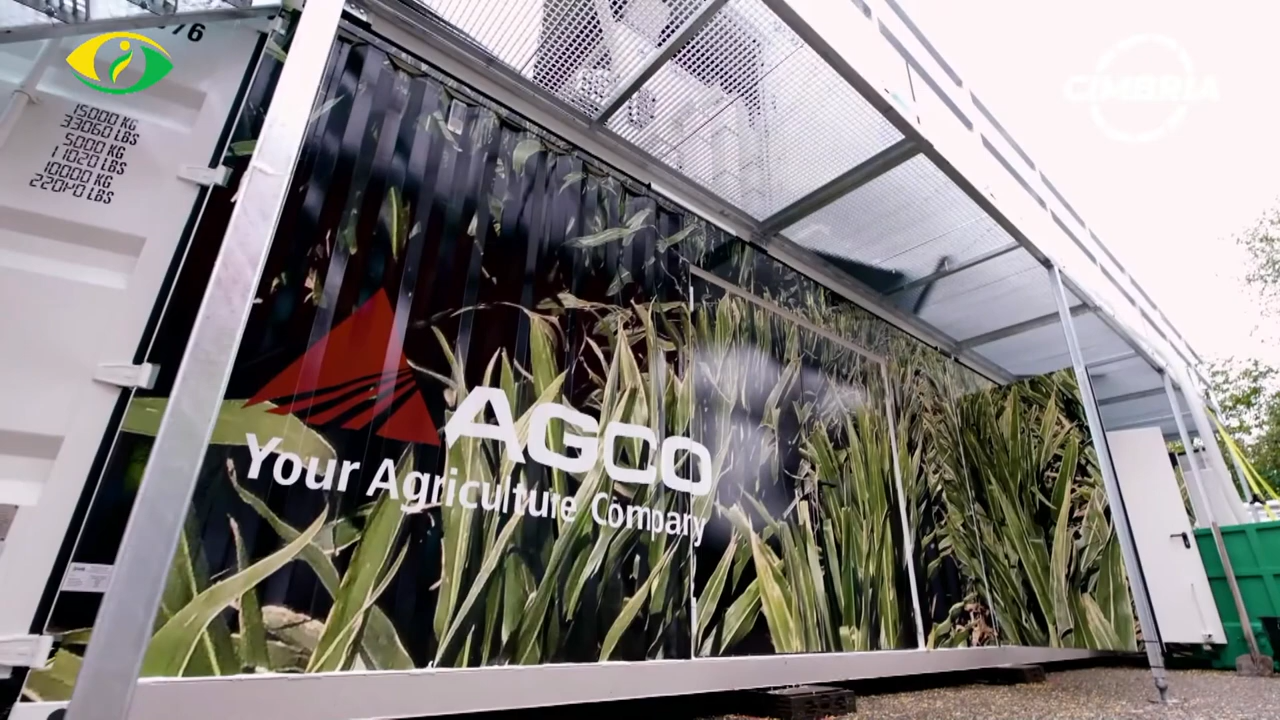 76
15000 KG
33060 LBS
5000 KG
11020 LBS
10000 KG
22040 LBS
CIMBRIA
AGCO
Your Agriculture Company